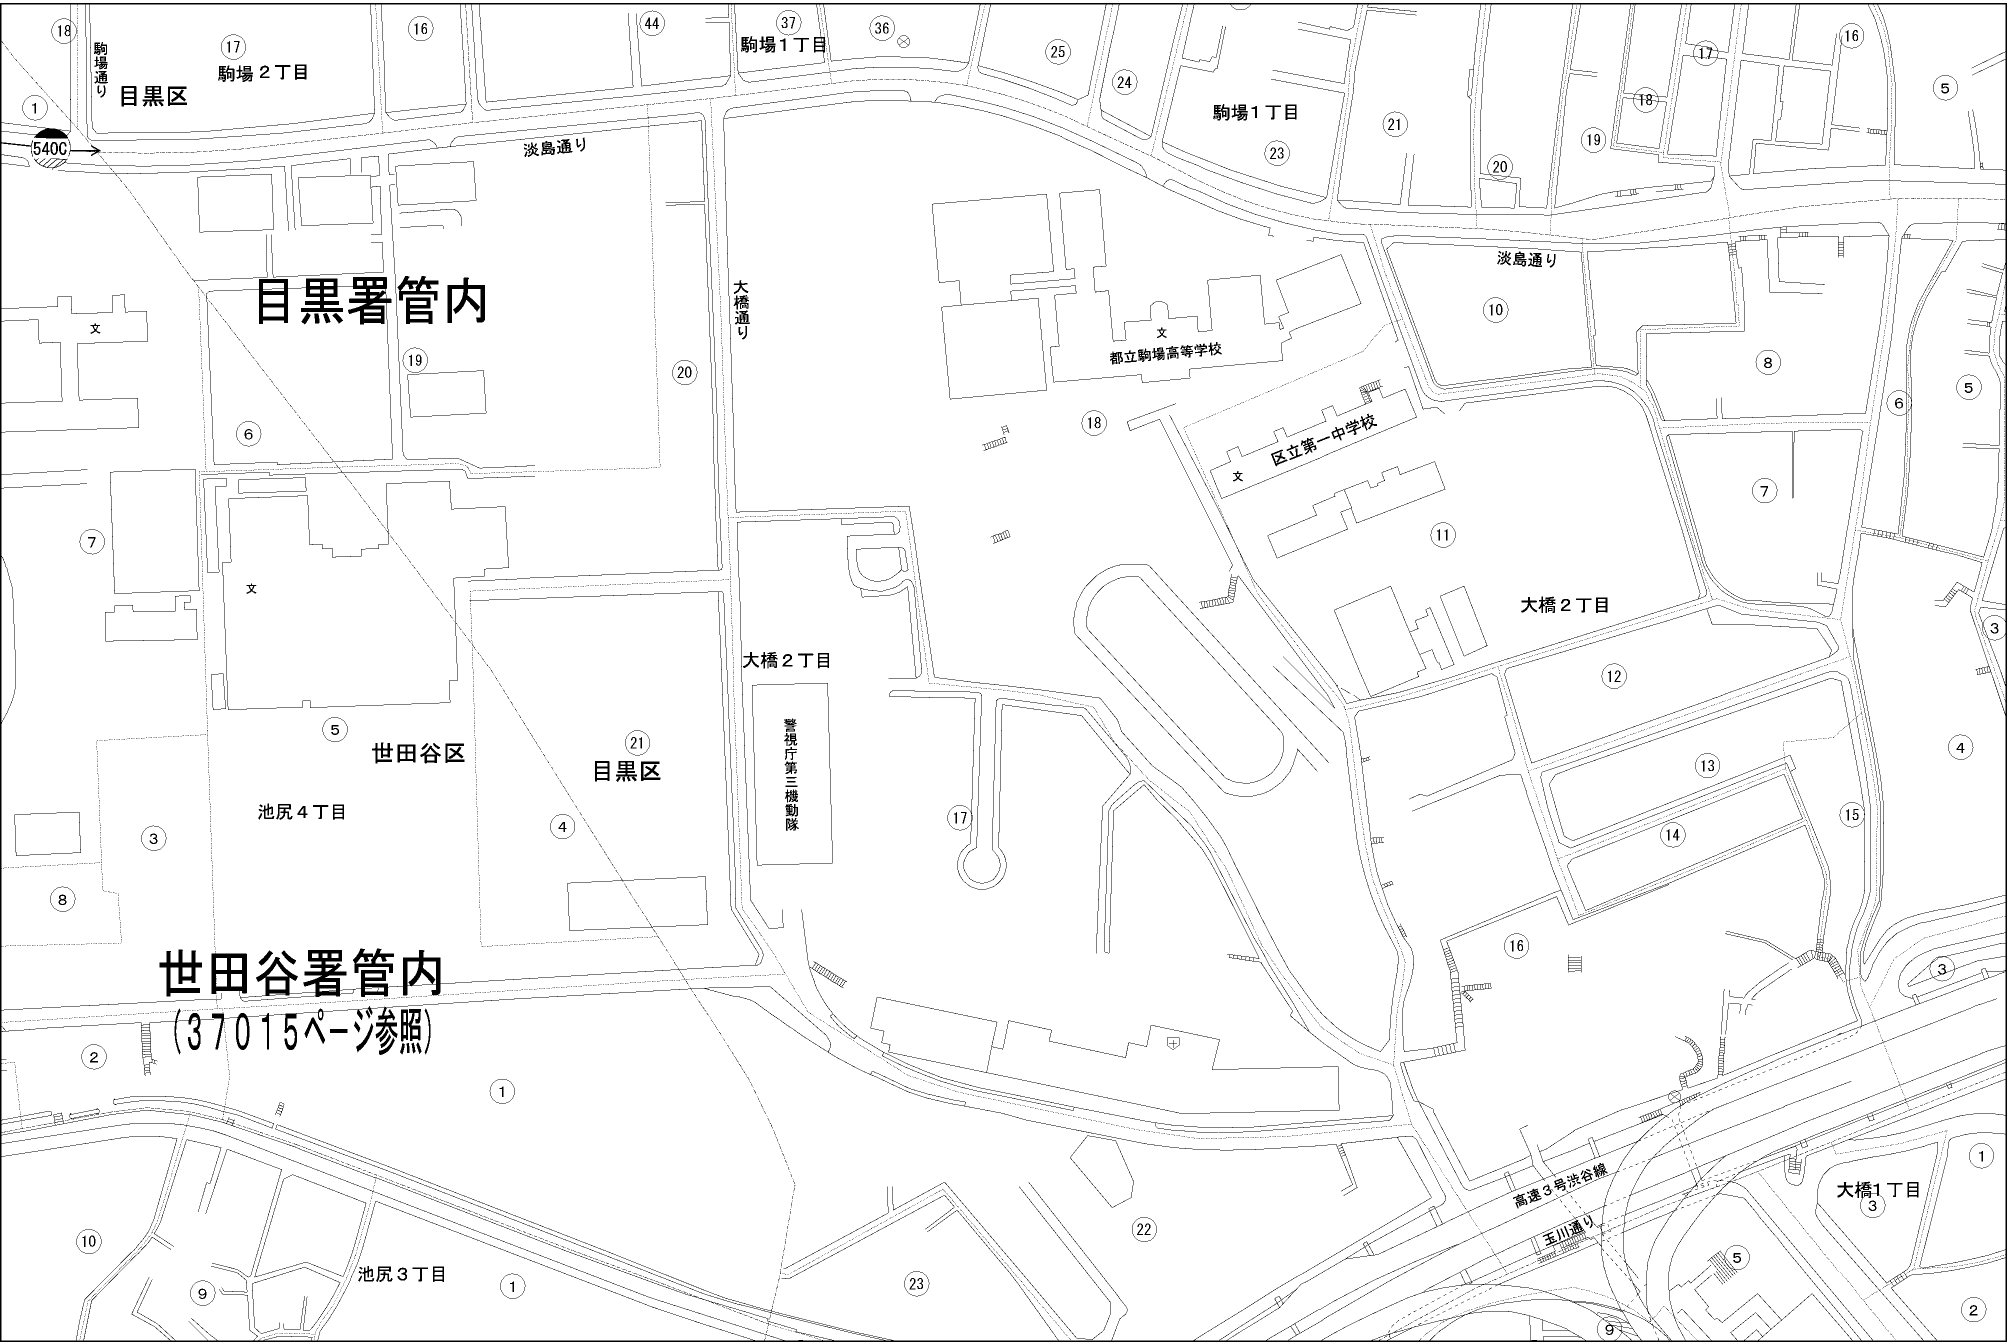 18
駒場通り
17
駒場２丁目
目黒区
16
44
37
駒場１丁目
36
25
24
駒場１丁目
23
21
20
19
18
17
16
5
1
540C
淡島通り
目黒署管内
文
19
20
6
大橋通り
文
都立駒場高等学校
18
区立第一中学校
文
淡島通り
10
8
6
5
7
7
文
11
大橋２丁目
大橋２丁目
3
12
警視庁第三機動隊
5
世田谷区
21
目黒区
4
池尻４丁目
4
3
17
13
14
15
8
16
3
世田谷署管内
(３７０１５ページ参照)
2
1
高速３号渋谷線
玉川通り
1
大橋１丁目
3
22
10
9
池尻３丁目
1
23
5
2
9